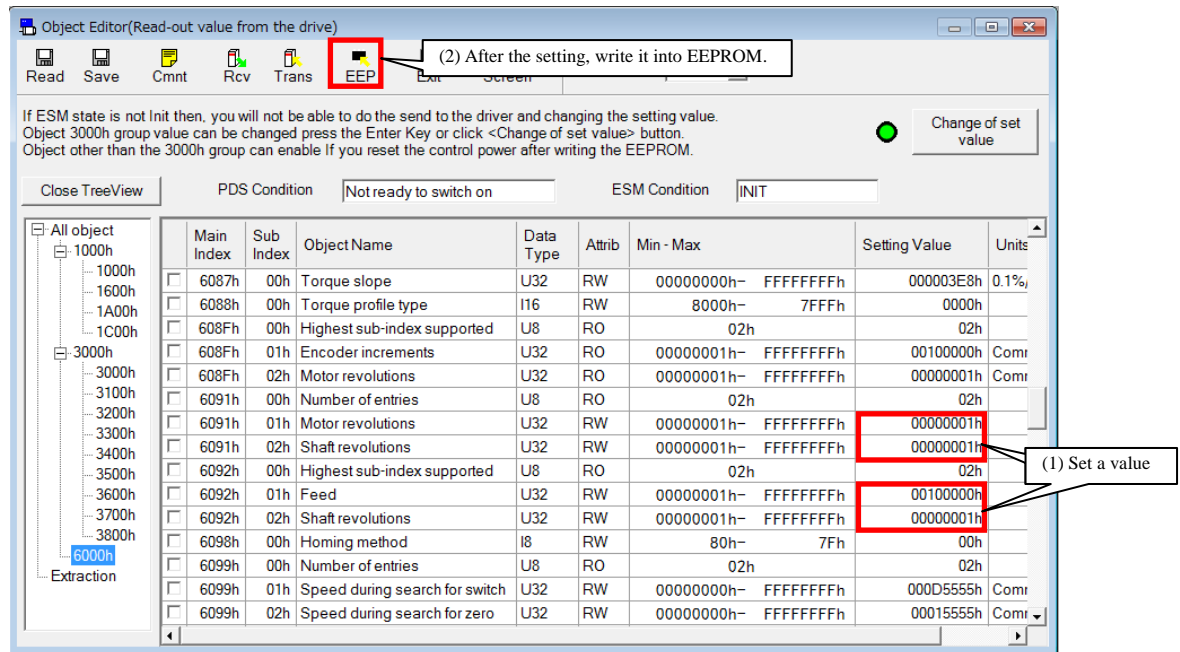 Object Editor(Read-out value from the drive)
(2) After the setting, write it into EEPROM.
Read Save Cmnt Rcv Trans EEP Exit Screen
If ESM state is not Init then, you will not be able to do the send to the driver and changing the setting value.
Object 3000h group value can be changed press the Enter Key or click <Change of set value> button.
Object other than the 3000h group can enable If you reset the control power after writing the EEPROM.
Change of set
value
Close TreeView PDS Condition Not ready to switch on ESM Condition INIT
All object
1000h
1000h
1600h
1A00h
1C00h
3000h
3000h
3100h
3200h
3300h
3400h
3500h
3600h
3700h
3800h
6000h
Extraction
Main Index Sub Index Object Name Data Type Attrib Min - Max Setting Value Units
6087h 00h Torque slope U32 RW 00000000h- FFFFFFFFh 000003E8h 0.1%/
6088h 00h Torque profile type I16 RW 8000h- 7FFFh 0000h
608Fh 00h Highest sub-index supported U8 RO 02h 02h
608Fh 01h Encoder increments U32 RO 00000001h- FFFFFFFFh 00100000h Comr
608Fh 02h Motor revolutions U32 RO 00000001h- FFFFFFFFh 00000001h Comr
6091h 00h Number of entries U8 RO 02h 02h
6091h 01h Motor revolutions U32 RW 00000001h- FFFFFFFFh 00000001h
6091h 02h Shaft revolutions U32 RW 00000001h- FFFFFFFFh 00000001h
6092h 00h Highest sub-index supported U8 RO 02h 02h
6092h 01h Feed U32 RW 00000001h- FFFFFFFFh 00100000h
6092h 02h Shaft revolutions U32 RW 00000001h- FFFFFFFFh 00000001h
6098h 00h Homing method I8 RW 80h- 7Fh 00h
6099h 00h Number of entries U8 RO 02h 02h
6099h 01h Speed during search for switch U32 RW 00000000h- FFFFFFFFh 000D5555h Comr
6099h 02h Speed during search for zero U32 RW 00000000h- FFFFFFFFh 00015555h Comr
(1) Set a value